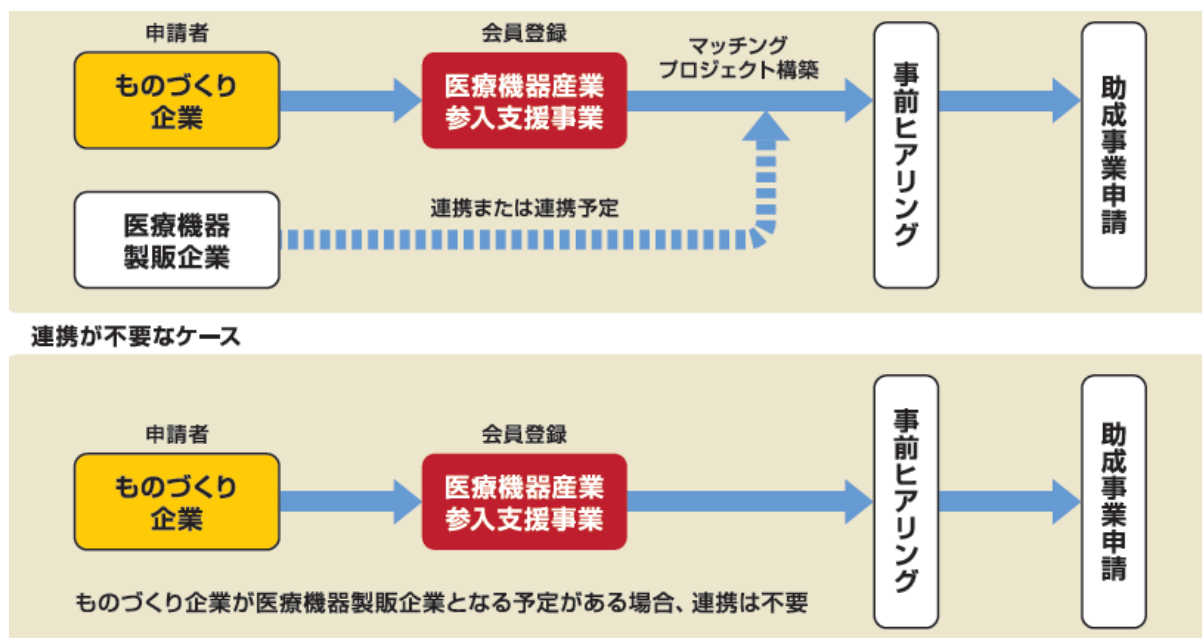 申請者
ものづくり
企業
会員登録
医療機器産業
参入支援事業
マッチング
プロジェクト構築
事前ヒアリング
助成事業申請
医療機器
製販企業
連携または連携予定
連携が不要なケース
申請者
ものづくり
企業
会員登録
医療機器産業
参入支援事業
事前ヒアリング
助成事業申請
ものづくり企業が医療機器製販企業となる予定がある場合、連携は不要